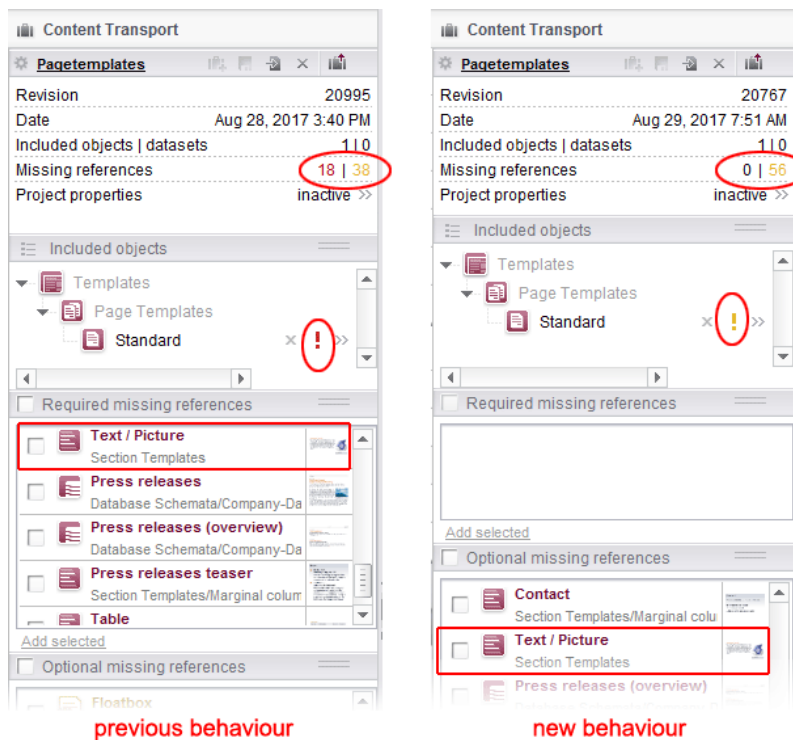 Content Transport
Pagetemplates
Revision 20995
Date Aug 28, 2017 3:40 PM
Included objects | datasets 1 | 0
Missing references 18 | 38
Project properties inactive >>
Included objects
Templates
Page Templates
Standard
Required missing references
Text / Picture
Section Templates
Press releases
Database Schemata/Company-Da
Press releases (overview)
Database Schemata/Company-Da
Press releases teaser
Section Templates/Marginal colum
Table
Add selected
Optional missing references
Floatbox
previous behaviour
Content Transport
Pagetemplates
Revision 20767
Date Aug 29, 2017 7:51 AM
Included objects | datasets 1 | 0
Missing references 0 | 56
Project properties inactive >>
Included objects
Templates
Page Templates
Standard
Required missing references
Add selected
Optional missing references
Contact
Section Templates/Marginal colu
Text / Picture
Section Templates
Press releases (overview)
new behaviour